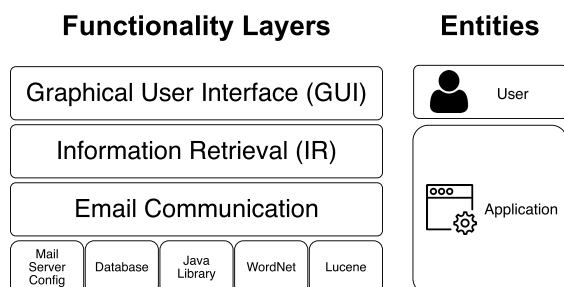 Functionality Layers
Entities
Graphical User Interface (GUI)
User
Information Retrieval (IR)
Email Communication
Application
Mail
Server
Config
Database
Java
Library
WordNet
Lucene